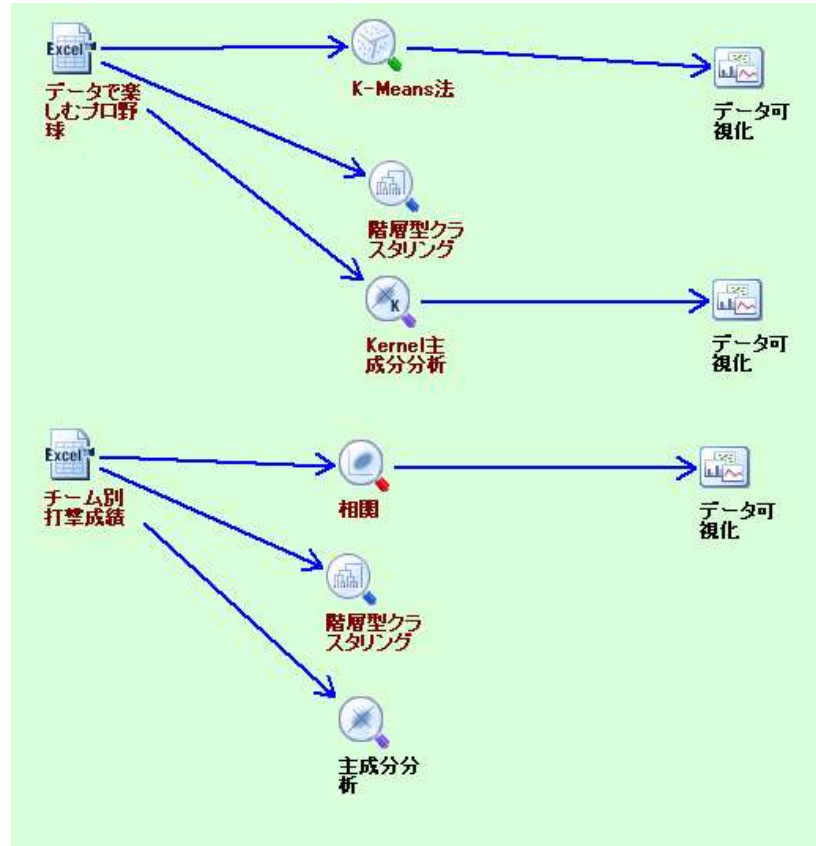 Excel™
データで楽
しむプロ野
球
K-Means法
データ可
視化
階層型クラ
スタリング
K
Kernel主
成分分析
データ可
視化
Excel™
チーム別
打撃成績
相関
データ可
視化
階層型クラ
スタリング
主成分分
析